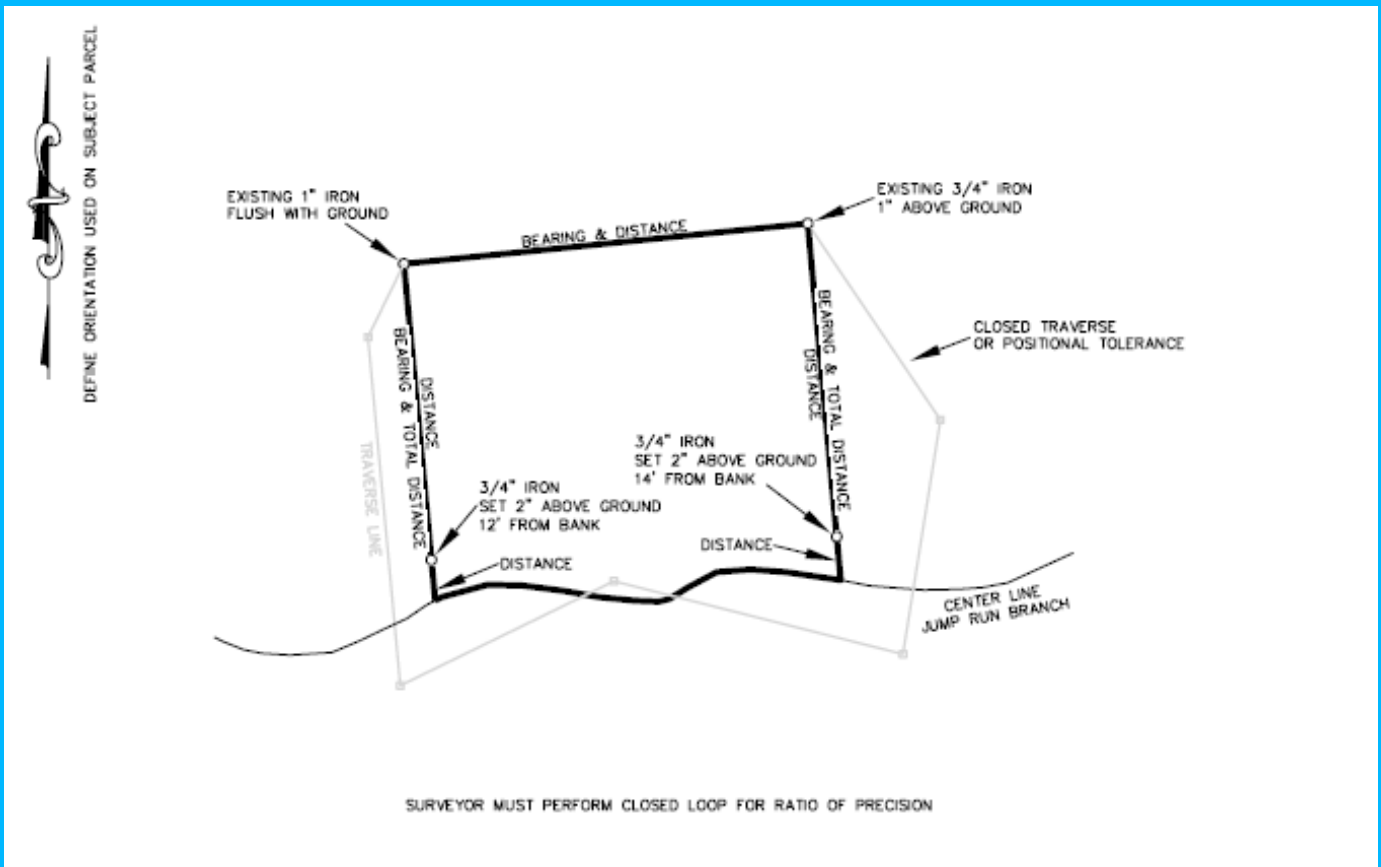 DEFINE ORIENTATION USED ON SUBJECT PARCEL
EXISTING 1" IRON
FLUSH WITH GROUND
EXISTING 3/4" IRON
1" ABOVE GROUND
BEARING & DISTANCE
BEARING & TOTAL DISTANCE
DISTANCE
BEARING & TOTAL DISTANCE
DISTANCE
CLOSED TRAVERSE
OR POSITIONAL TOLERANCE
TRAVERSE LINE
3/4" IRON
SET 2" ABOVE GROUND
14' FROM BANK
3/4" IRON
SET 2" ABOVE GROUND
12' FROM BANK
DISTANCE
DISTANCE
CENTER LINE
JUMP RUN BRANCH
SURVEYOR MUST PERFORM CLOSED LOOP FOR RATIO OF PRECISION